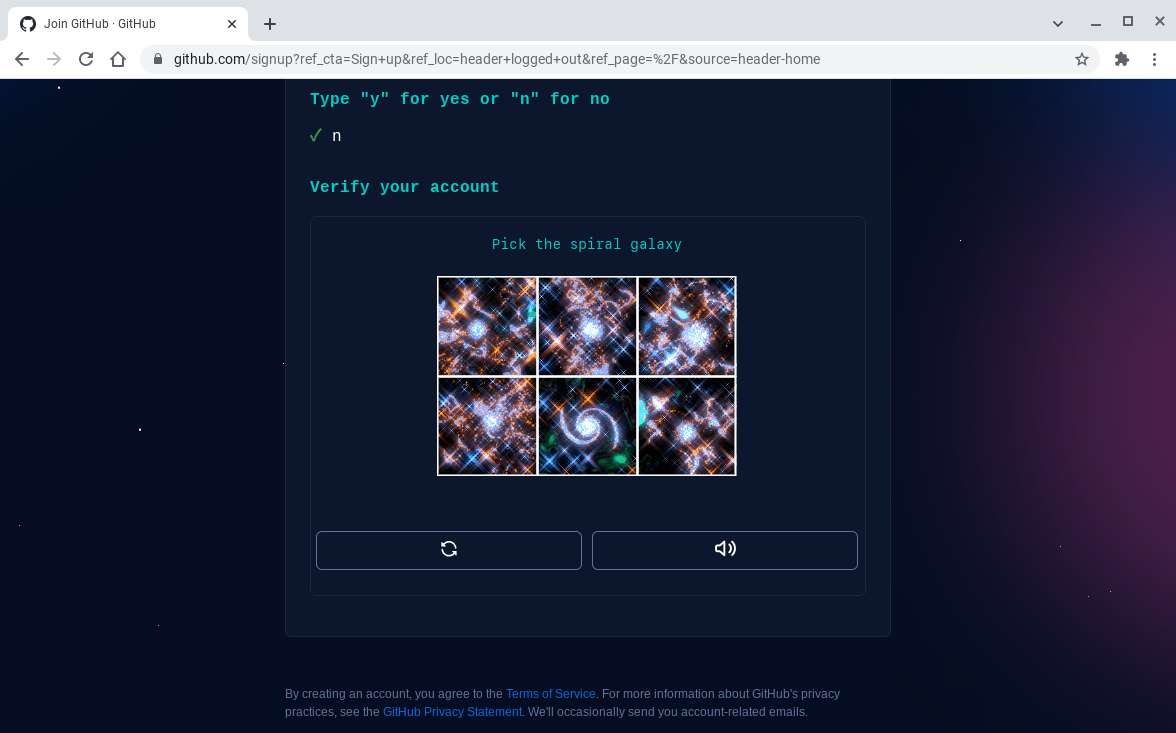 Join GitHub · GitHub
github.com/signup?ref_cta=Sign+up&ref_loc=header+logged+out&ref_page=%2F&source=header-home
Type "y" for yes or "n" for no
✓ n
Verify your account
Pick the spiral galaxy
By creating an account, you agree to the Terms of Service. For more information about GitHub's privacy
practices, see the GitHub Privacy Statement. We'll occasionally send you account-related emails.